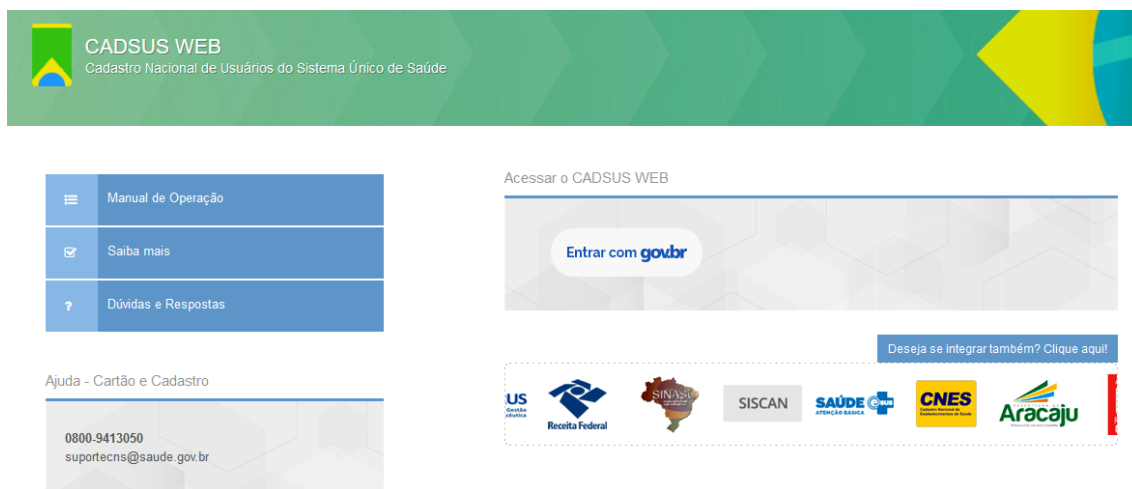 CADSUS WEB
Cadastro Nacional de Usuários do Sistema Único de Saúde
Manual de Operação
Saiba mais
? Dúvidas e Respostas
Ajuda - Cartão e Cadastro
0800-9413050
suportecns@saude.gov.br
Acessar o CADSUS WEB
Entrar com gov.br
Deseja se integrar também? Clique aqui!
US
Gestão
Receita Federal
SINASC
SISCAN
SAÚDE e-SUS
ATENÇÃO BÁSICA
CNES
Cadastro Nacional de
Estabelecimentos de Saúde
Aracaju